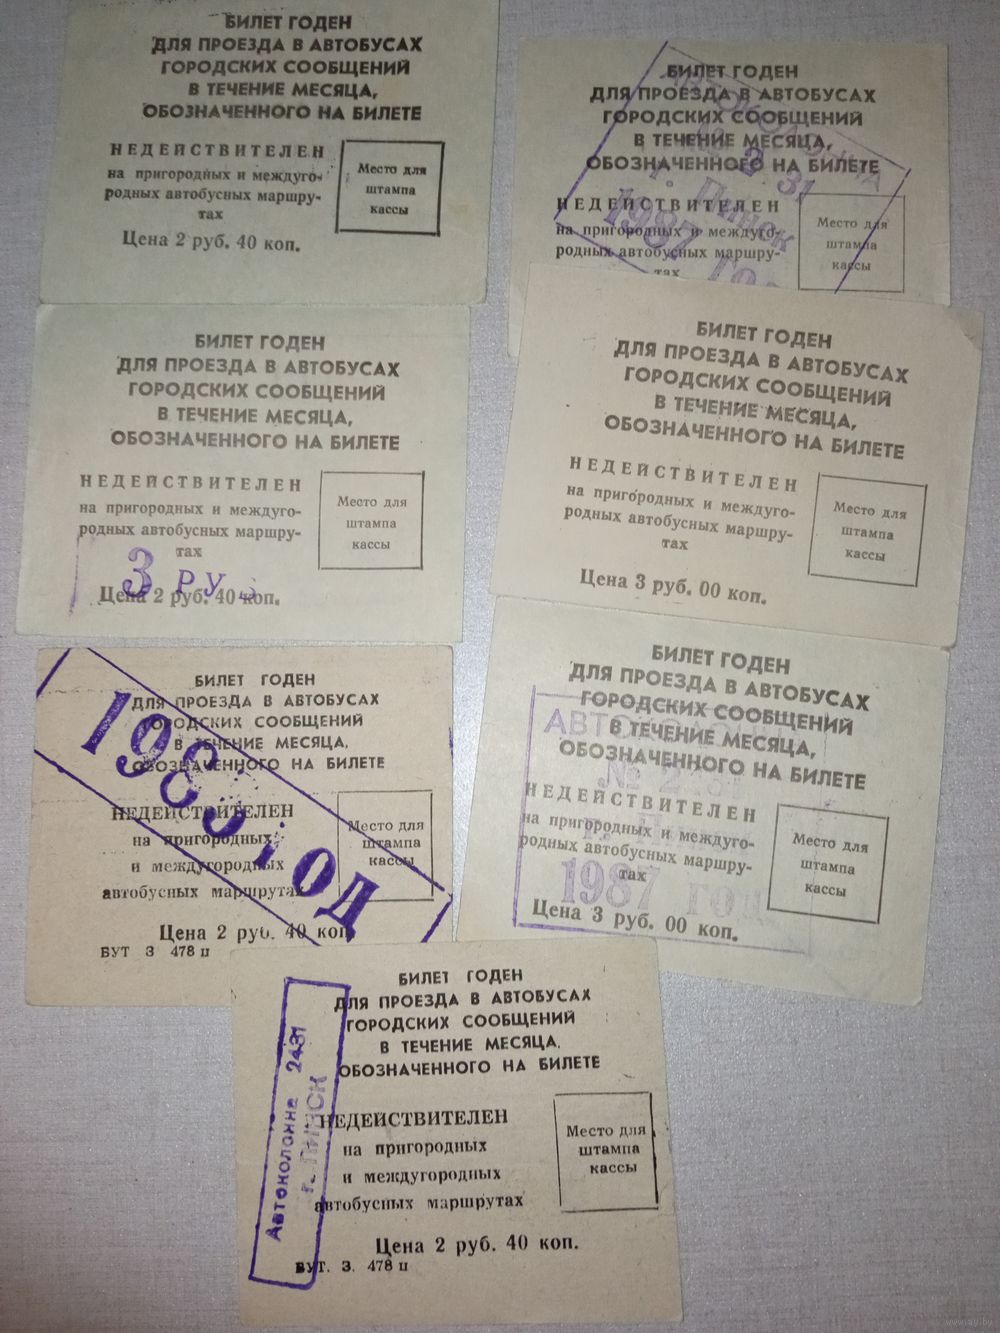 БИЛЕТ ГОДЕН
ДЛЯ ПРОЕЗДА В АВТОБУСАХ
ГОРОДСКИХ СООБЩЕНИЙ
В ТЕЧЕНИЕ МЕСЯЦА,
ОБОЗНАЧЕННОГО НА БИЛЕТЕ
НЕДЕЙСТВИТЕЛЕН
на пригородных и междуго-
родных автобусных маршру-
тах
Место для
штампа
кассы
Цена 2 руб. 40 коп.
БИЛЕТ ГОДЕН
ДЛЯ ПРОЕЗДА В АВТОБУСАХ
ГОРОДСКИХ СООБЩЕНИЙ
В ТЕЧЕНИЕ МЕСЯЦА,
ОБОЗНАЧЕННОГО НА БИЛЕТЕ
НЕДЕЙСТВИТЕЛЕН
на пригородных и междуго-
родных автобусных маршру-
тах
Место для
штампа
кассы
г. Пинск
1987
БИЛЕТ ГОДЕН
ДЛЯ ПРОЕЗДА В АВТОБУСАХ
ГОРОДСКИХ СООБЩЕНИЙ
В ТЕЧЕНИЕ МЕСЯЦА,
ОБОЗНАЧЕННОГО НА БИЛЕТЕ
НЕДЕЙСТВИТЕЛЕН
на пригородных и междуго-
родных автобусных маршру-
тах
Место для
штампа
кассы
3 РУ
Цена 2 руб. 40 коп.
БИЛЕТ ГОДЕН
ДЛЯ ПРОЕЗДА В АВТОБУСАХ
ГОРОДСКИХ СООБЩЕНИЙ
В ТЕЧЕНИЕ МЕСЯЦА,
ОБОЗНАЧЕННОГО НА БИЛЕТЕ
НЕДЕЙСТВИТЕЛЕН
на пригородных и междуго-
родных автобусных маршру-
тах
Место для
штампа
кассы
Цена 3 руб. 00 коп.
БИЛЕТ ГОДЕН
ДЛЯ ПРОЕЗДА В АВТОБУСАХ
ГОРОДСКИХ СООБЩЕНИЙ
В ТЕЧЕНИЕ МЕСЯЦА,
ОБОЗНАЧЕННОГО НА БИЛЕТЕ
НЕДЕЙСТВИТЕЛЕН
на пригородных
и междугородных
автобусных маршрутах
Место для
штампа
кассы
Цена 2 руб. 40 коп
БУТ З 478 ц
БИЛЕТ ГОДЕН
ДЛЯ ПРОЕЗДА В АВТОБУСАХ
ГОРОДСКИХ СООБЩЕНИЙ
В ТЕЧЕНИЕ МЕСЯЦА,
ОБОЗНАЧЕННОГО НА БИЛЕТЕ
НЕДЕЙСТВИТЕЛЕН
на пригородных и междуго-
родных автобусных маршру-
тах
Место для
штампа
кассы
1987 год
Цена 3 руб. 00 коп.
БИЛЕТ ГОДЕН
ДЛЯ ПРОЕЗДА В АВТОБУСАХ
ГОРОДСКИХ СООБЩЕНИЙ
В ТЕЧЕНИЕ МЕСЯЦА,
ОБОЗНАЧЕННОГО НА БИЛЕТЕ
НЕДЕЙСТВИТЕЛЕН
на пригородных
и междугородных
автобусных маршрутах
Место для
штампа
кассы
Цена 2 руб. 40 коп.
БУТ. З. 478 ц
Автоколонна 2431
г. ПИНСК
www.ay.by